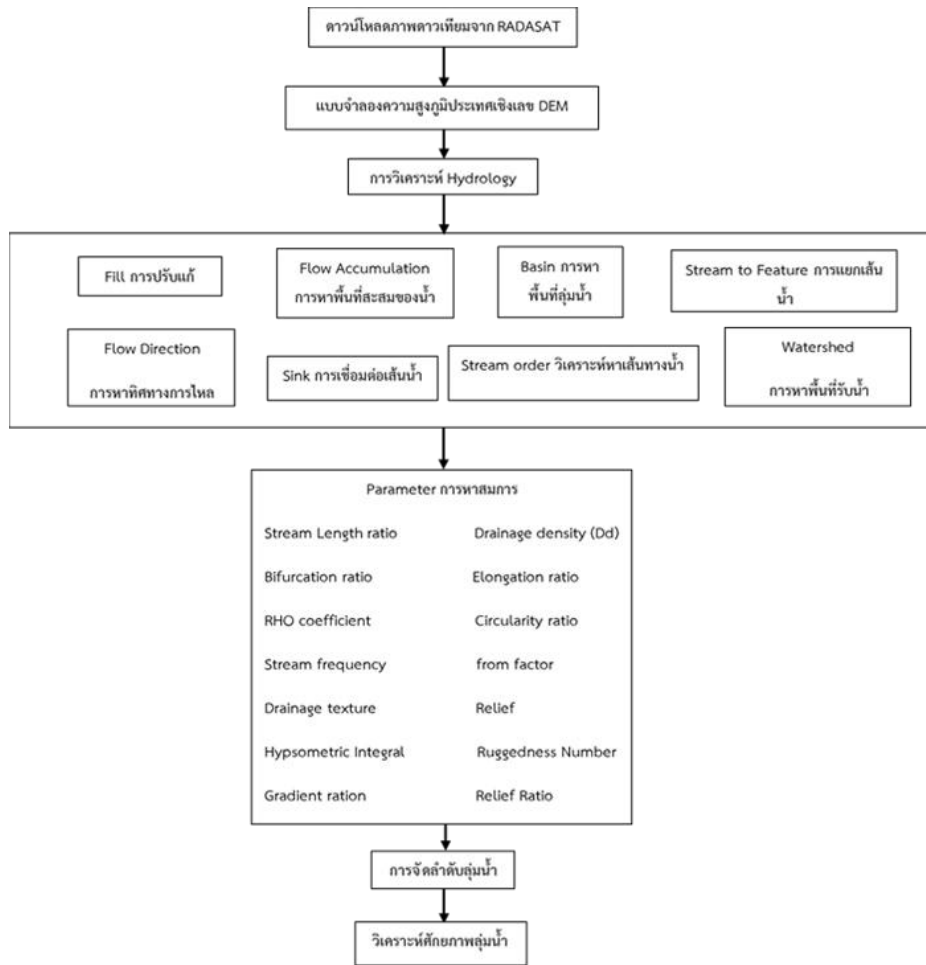 ดาวน์โหลดภาพดาวเทียมจาก RADASAT
แบบจำลองความสูงภูมิประเทศเชิงเลข DEM
การวิเคราะห์ Hydrology
Fill การปรับแก้
Flow Accumulation
การหาพื้นที่สะสมของน้ำ
Basin การหา
พื้นที่ลุ่มน้ำ
Stream to Feature การแยกเส้น
น้ำ
Flow Direction
การหาทิศทางการไหล
Sink การเชื่อมต่อเส้นน้ำ
Stream order วิเคราะห์หาเส้นทางน้ำ
Watershed
การหาพื้นที่รับน้ำ
Parameter การหาสมการ
Stream Length ratio
Drainage density (Dd)
Bifurcation ratio
Elongation ratio
RHO coefficient
Circularity ratio
Stream frequency
from factor
Drainage texture
Relief
Hypsometric Integral
Ruggedness Number
Gradient ration
Relief Ratio
การจัดลำดับลุ่มน้ำ
วิเคราะห์ศักยภาพลุ่มน้ำ